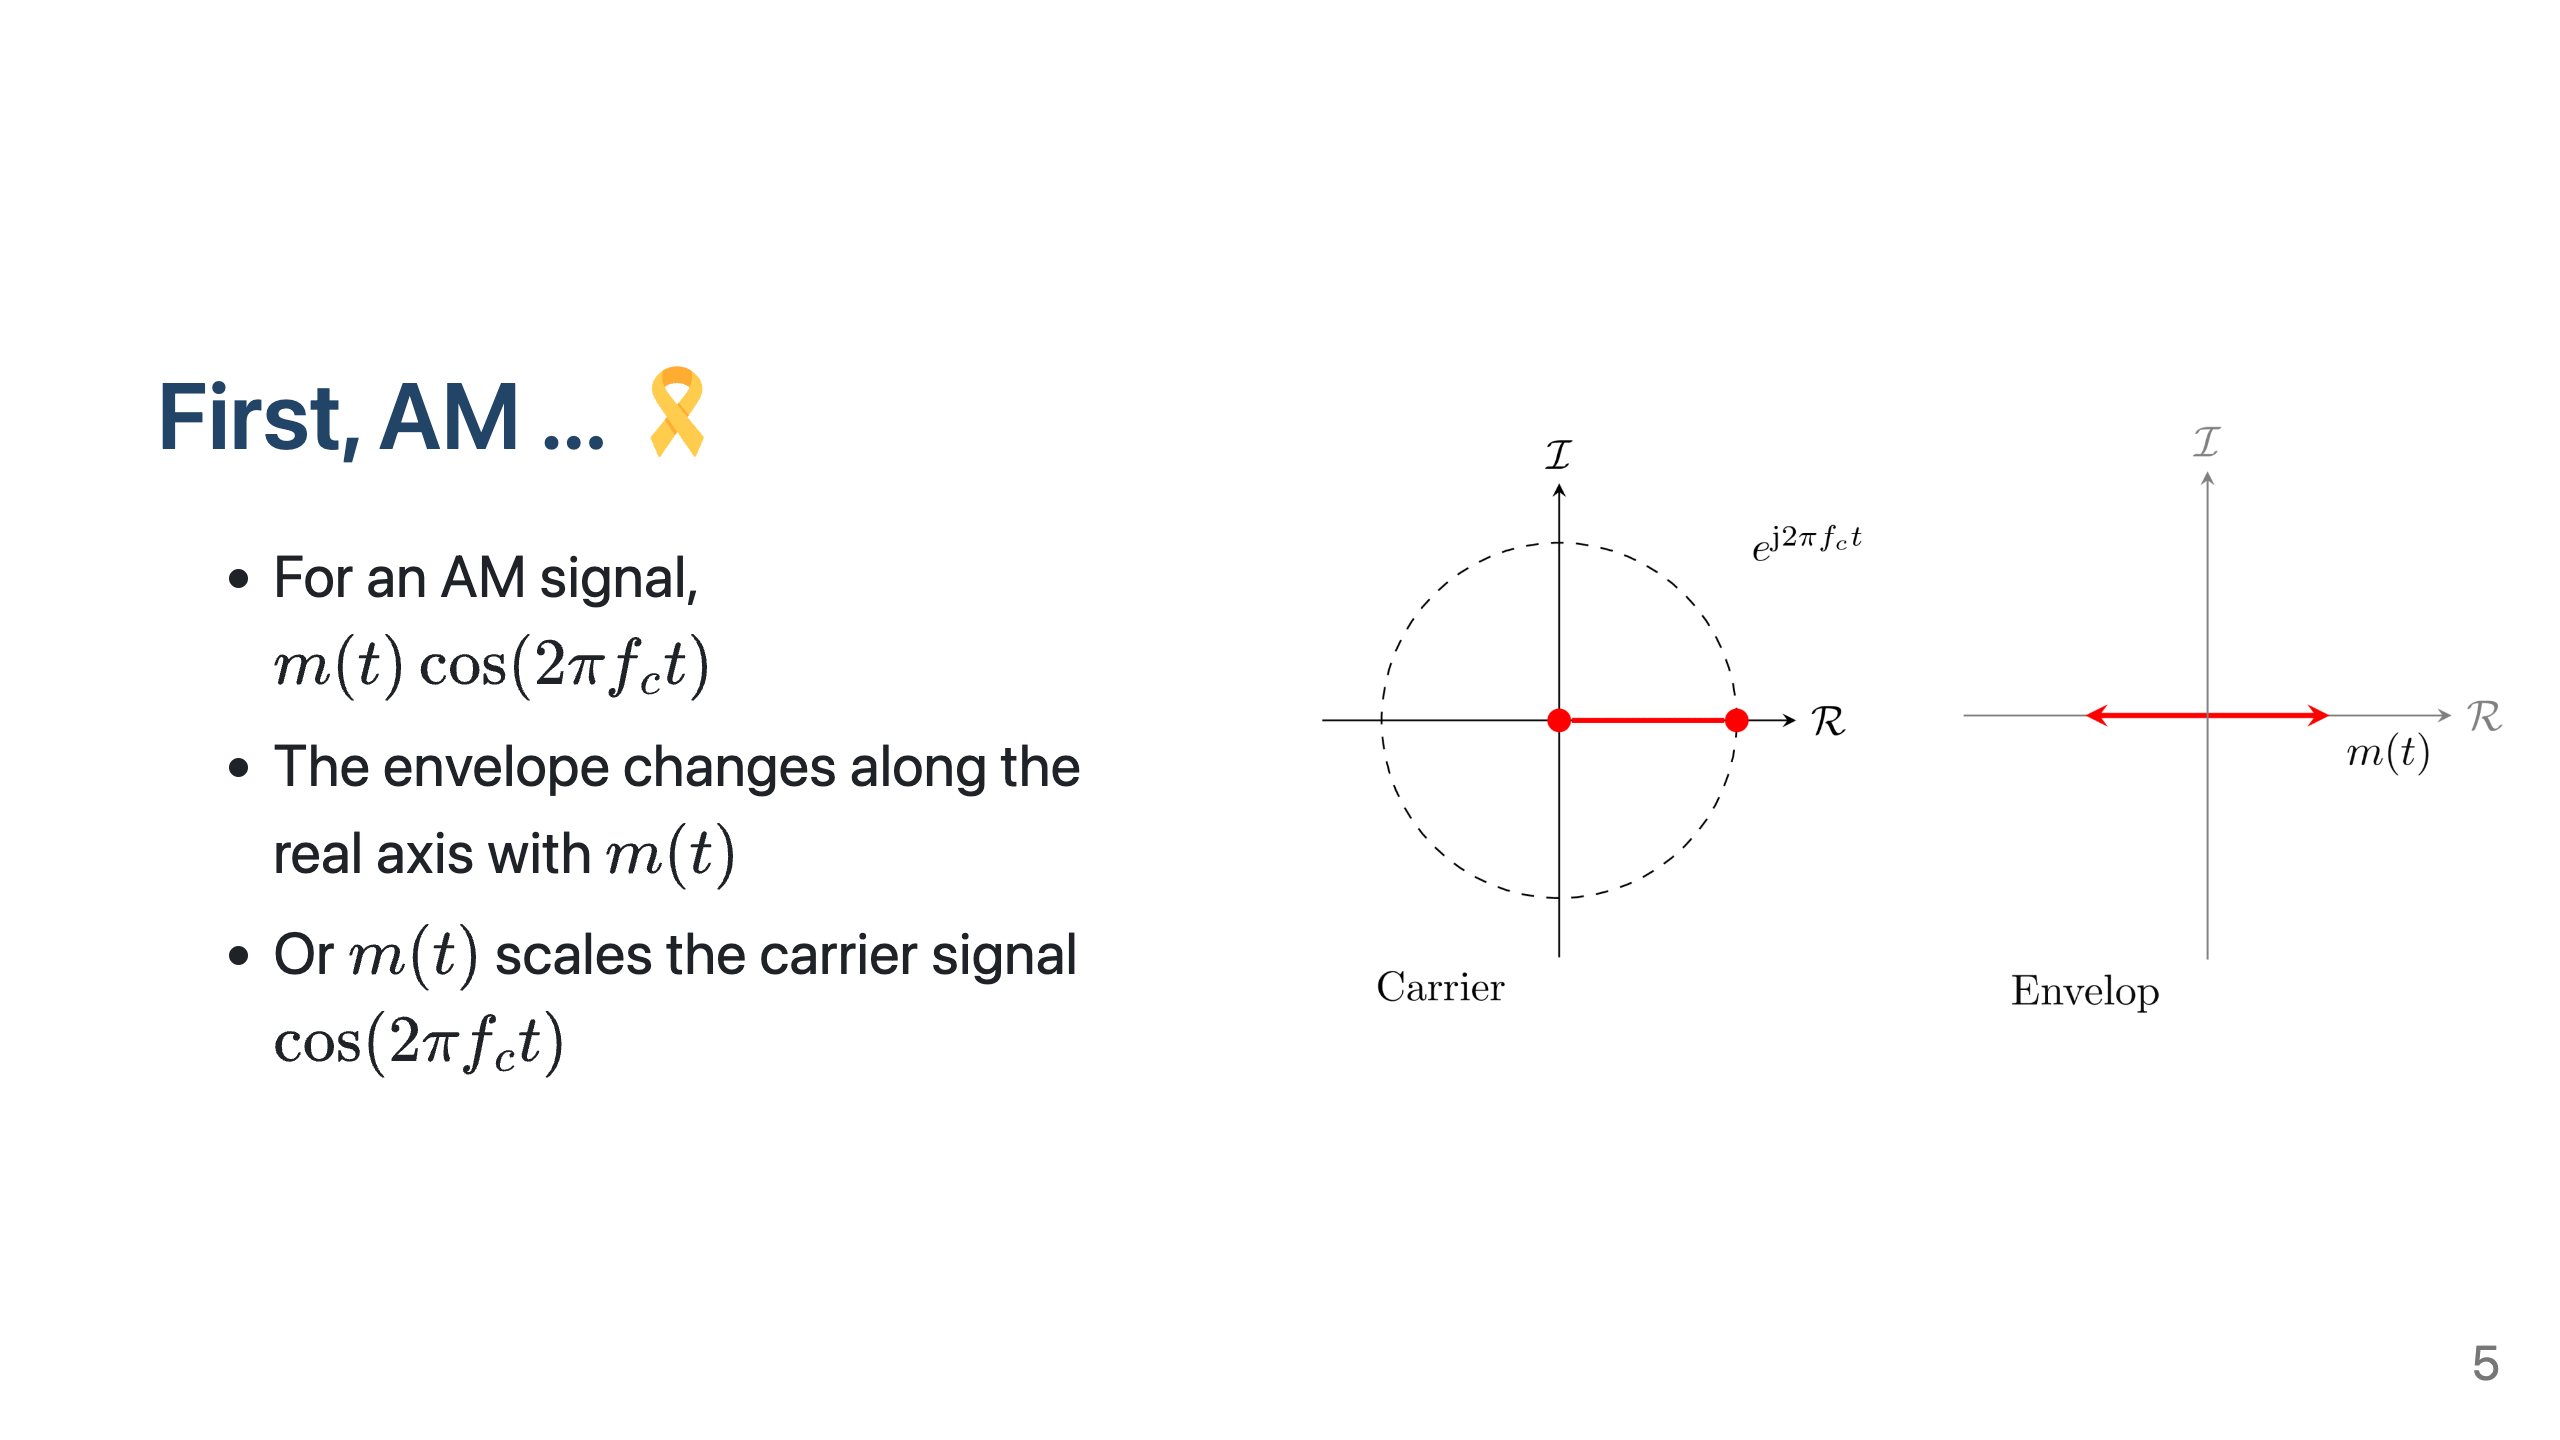 First, AM ... 🎗️
• For an AM signal,
m(t) cos(2πf_c t)
• The envelope changes along the
real axis with m(t)
• Or m(t) scales the carrier signal
cos(2πf_c t)
ℐ
e^{j2πf_c t}
ℛ
Carrier
ℐ
ℛ
m(t)
Envelop
5